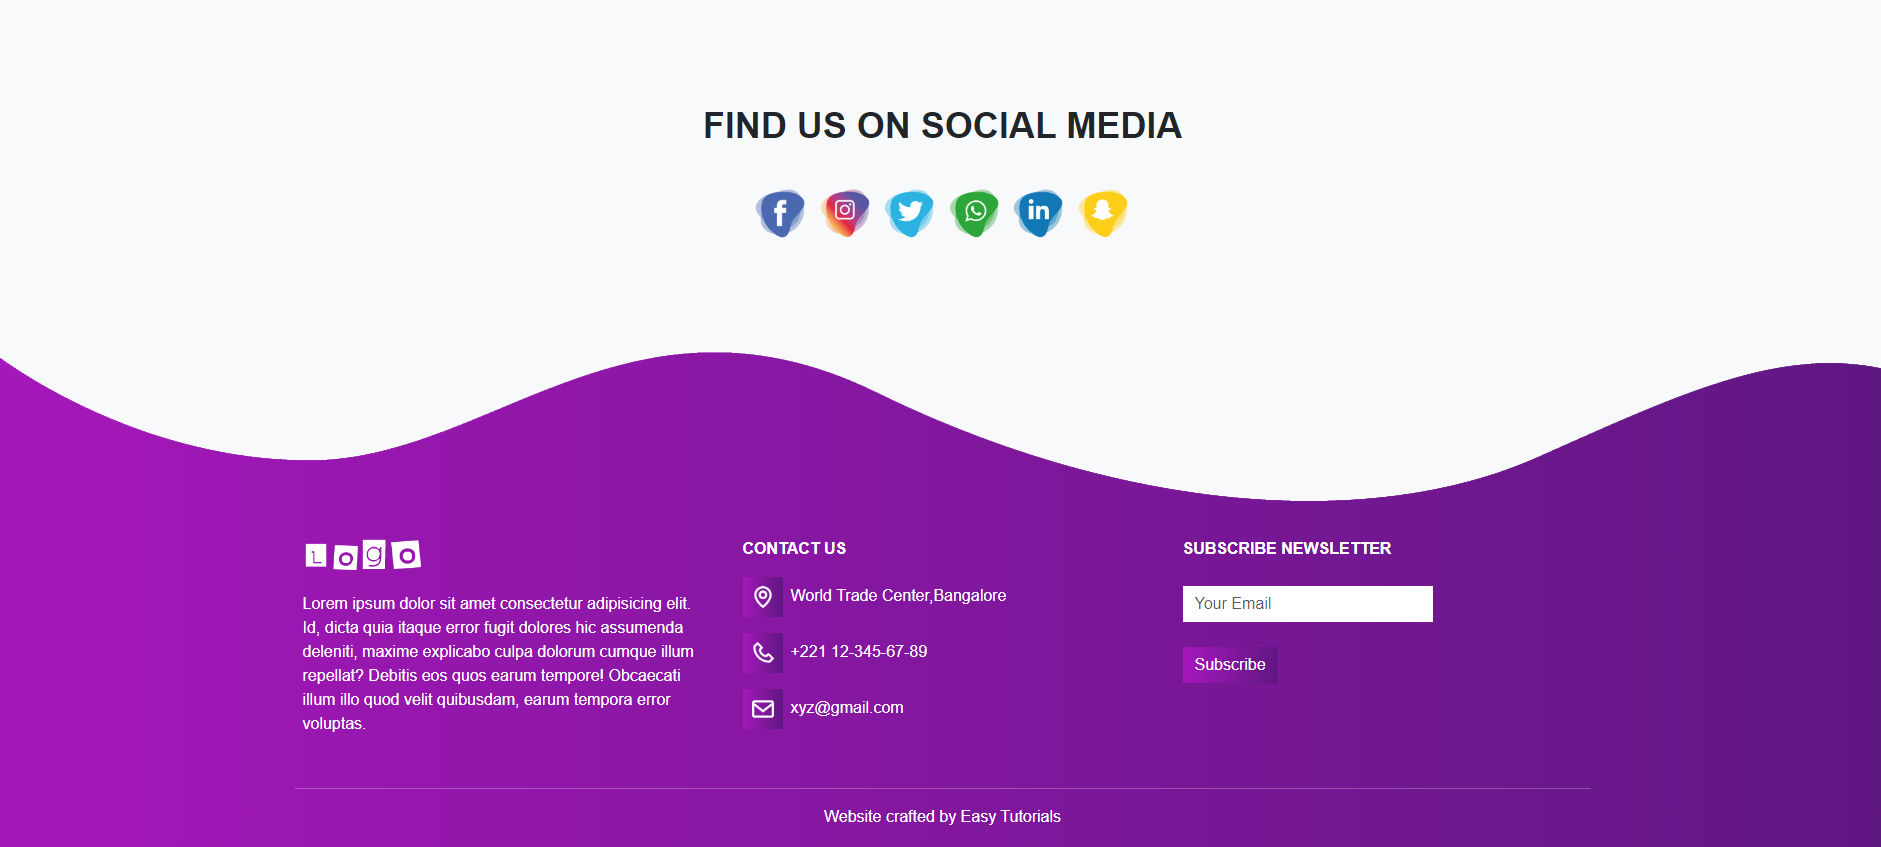 FIND US ON SOCIAL MEDIA
f
in
LOgO
Lorem ipsum dolor sit amet consectetur adipisicing elit.
Id, dicta quia itaque error fugit dolores hic assumenda
deleniti, maxime explicabo culpa dolorum cumque illum
repellat? Debitis eos quos earum tempore! Obcaecati
illum illo quod velit quibusdam, earum tempora error
voluptas.
CONTACT US
World Trade Center,Bangalore
+221 12-345-67-89
xyz@gmail.com
SUBSCRIBE NEWSLETTER
Your Email
Subscribe
Website crafted by Easy Tutorials